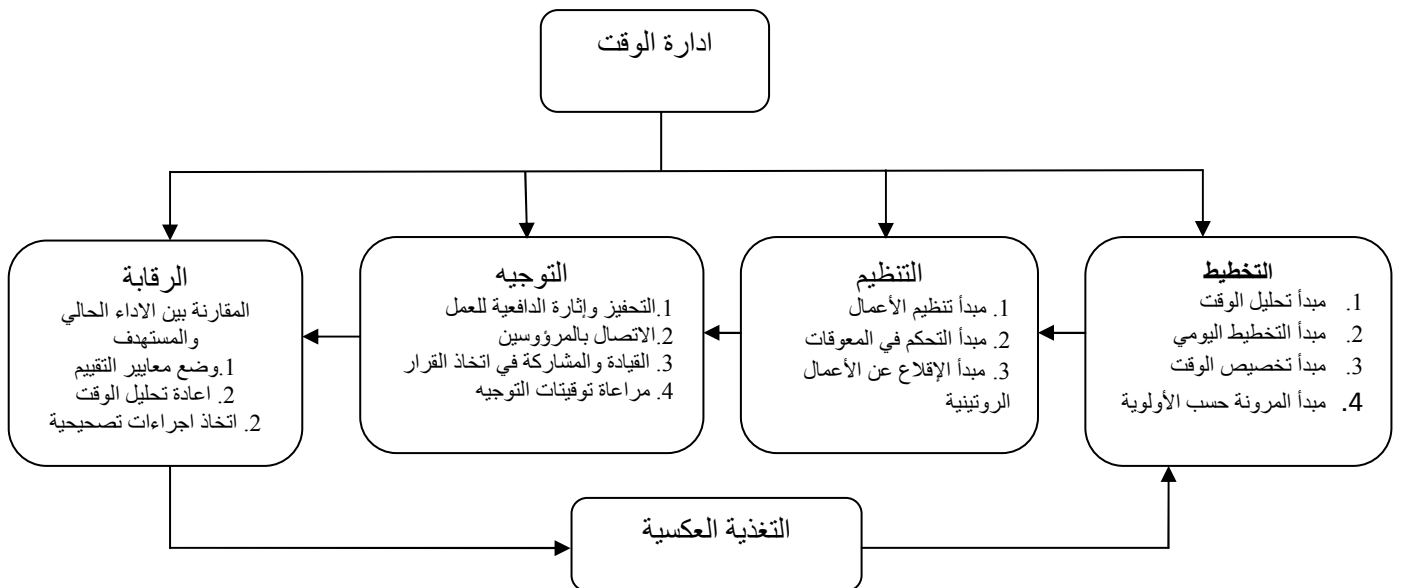 ادارة الوقت
التخطيط
1. مبدأ تحليل الوقت
2. مبدأ التخطيط اليومي
3. مبدأ تخصيص الوقت
4. مبدأ المرونة حسب الأولوية
التنظيم
1. مبدأ تنظيم الأعمال
2. مبدأ التحكم في المعوقات
3. مبدأ الإقلاع عن الأعمال
الروتينية
التوجيه
1.التحفيز وإثارة الدافعية للعمل
2.الاتصال بالمرؤوسين
3. القيادة والمشاركة في اتخاذ القرار
4. مراعاة توقيتات التوجيه
الرقابة
المقارنة بين الاداء الحالي
والمستهدف
1.وضع معايير التقييم
2. اعادة تحليل الوقت
2. اتخاذ اجراءات تصحيحية
التغذية العكسية